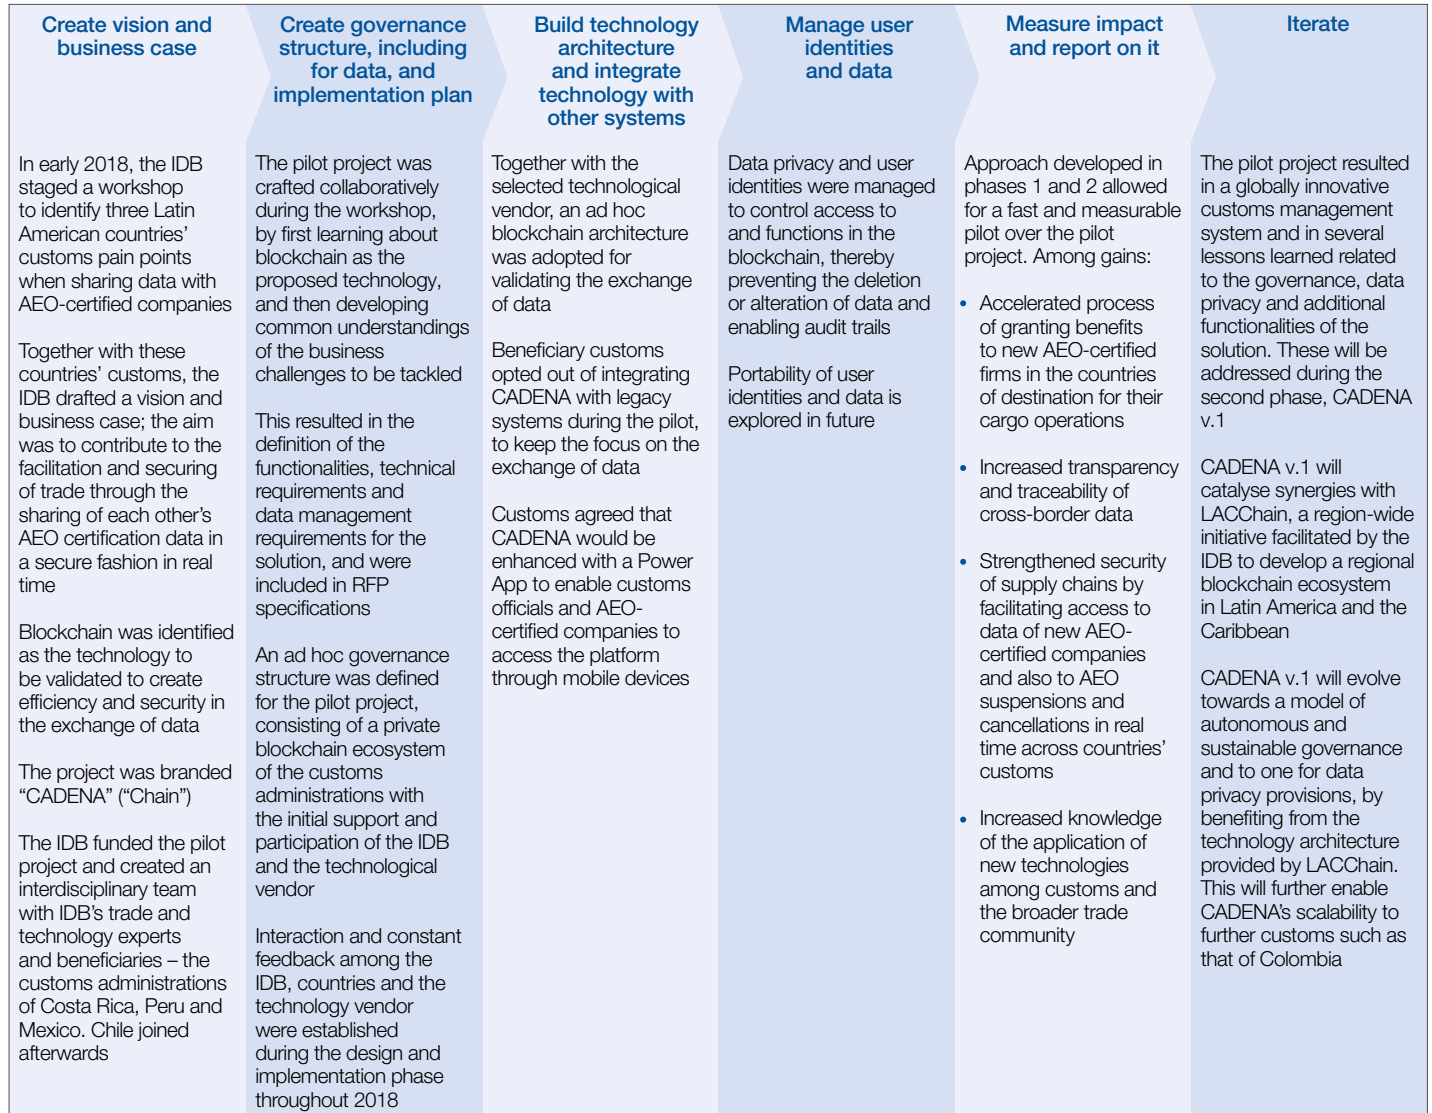 Create vision and
business case
In early 2018, the IDB
staged a workshop
to identify three Latin
American countries’
customs pain points
when sharing data with
AEO-certified companies
Together with these
countries’ customs, the
IDB drafted a vision and
business case; the aim
was to contribute to the
facilitation and securing
of trade through the
sharing of each other’s
AEO certification data in
a secure fashion in real
time
Blockchain was identified
as the technology to
be validated to create
efficiency and security in
the exchange of data
The project was branded
“CADENA” (“Chain”)
The IDB funded the pilot
project and created an
interdisciplinary team
with IDB’s trade and
technology experts
and beneficiaries – the
customs administrations
of Costa Rica, Peru and
Mexico. Chile joined
afterwards
Create governance
structure, including
for data, and
implementation plan
The pilot project was
crafted collaboratively
during the workshop,
by first learning about
blockchain as the
proposed technology,
and then developing
common understandings
of the business
challenges to be tackled
This resulted in the
definition of the
functionalities, technical
requirements and
data management
requirements for the
solution, and were
included in RFP
specifications
An ad hoc governance
structure was defined
for the pilot project,
consisting of a private
blockchain ecosystem
of the customs
administrations with
the initial support and
participation of the IDB
and the technological
vendor
Interaction and constant
feedback among the
IDB, countries and the
technology vendor
were established
during the design and
implementation phase
throughout 2018
Build technology
architecture
and integrate
technology with
other systems
Together with the
selected technological
vendor, an ad hoc
blockchain architecture
was adopted for
validating the exchange
of data
Beneficiary customs
opted out of integrating
CADENA with legacy
systems during the pilot,
to keep the focus on the
exchange of data
Customs agreed that
CADENA would be
enhanced with a Power
App to enable customs
officials and AEO-
certified companies to
access the platform
through mobile devices
Manage user
identities
and data
Data privacy and user
identities were managed
to control access to
and functions in the
blockchain, thereby
preventing the deletion
or alteration of data and
enabling audit trails
Portability of user
identities and data is
explored in future
Measure impact
and report on it
Approach developed in
phases 1 and 2 allowed
for a fast and measurable
pilot over the pilot
project. Among gains:
• Accelerated process
of granting benefits
to new AEO-certified
firms in the countries
of destination for their
cargo operations
• Increased transparency
and traceability of
cross-border data
• Strengthened security
of supply chains by
facilitating access to
data of new AEO-
certified companies
and also to AEO
suspensions and
cancellations in real
time across countries’
customs
• Increased knowledge
of the application of
new technologies
among customs and
the broader trade
community
Iterate
The pilot project resulted
in a globally innovative
customs management
system and in several
lessons learned related
to the governance, data
privacy and additional
functionalities of the
solution. These will be
addressed during the
second phase, CADENA
v.1
CADENA v.1 will
catalyse synergies with
LACChain, a region-wide
initiative facilitated by the
IDB to develop a regional
blockchain ecosystem
in Latin America and the
Caribbean
CADENA v.1 will evolve
towards a model of
autonomous and
sustainable governance
and to one for data
privacy provisions, by
benefiting from the
technology architecture
provided by LACChain.
This will further enable
CADENA’s scalability to
further customs such as
that of Colombia